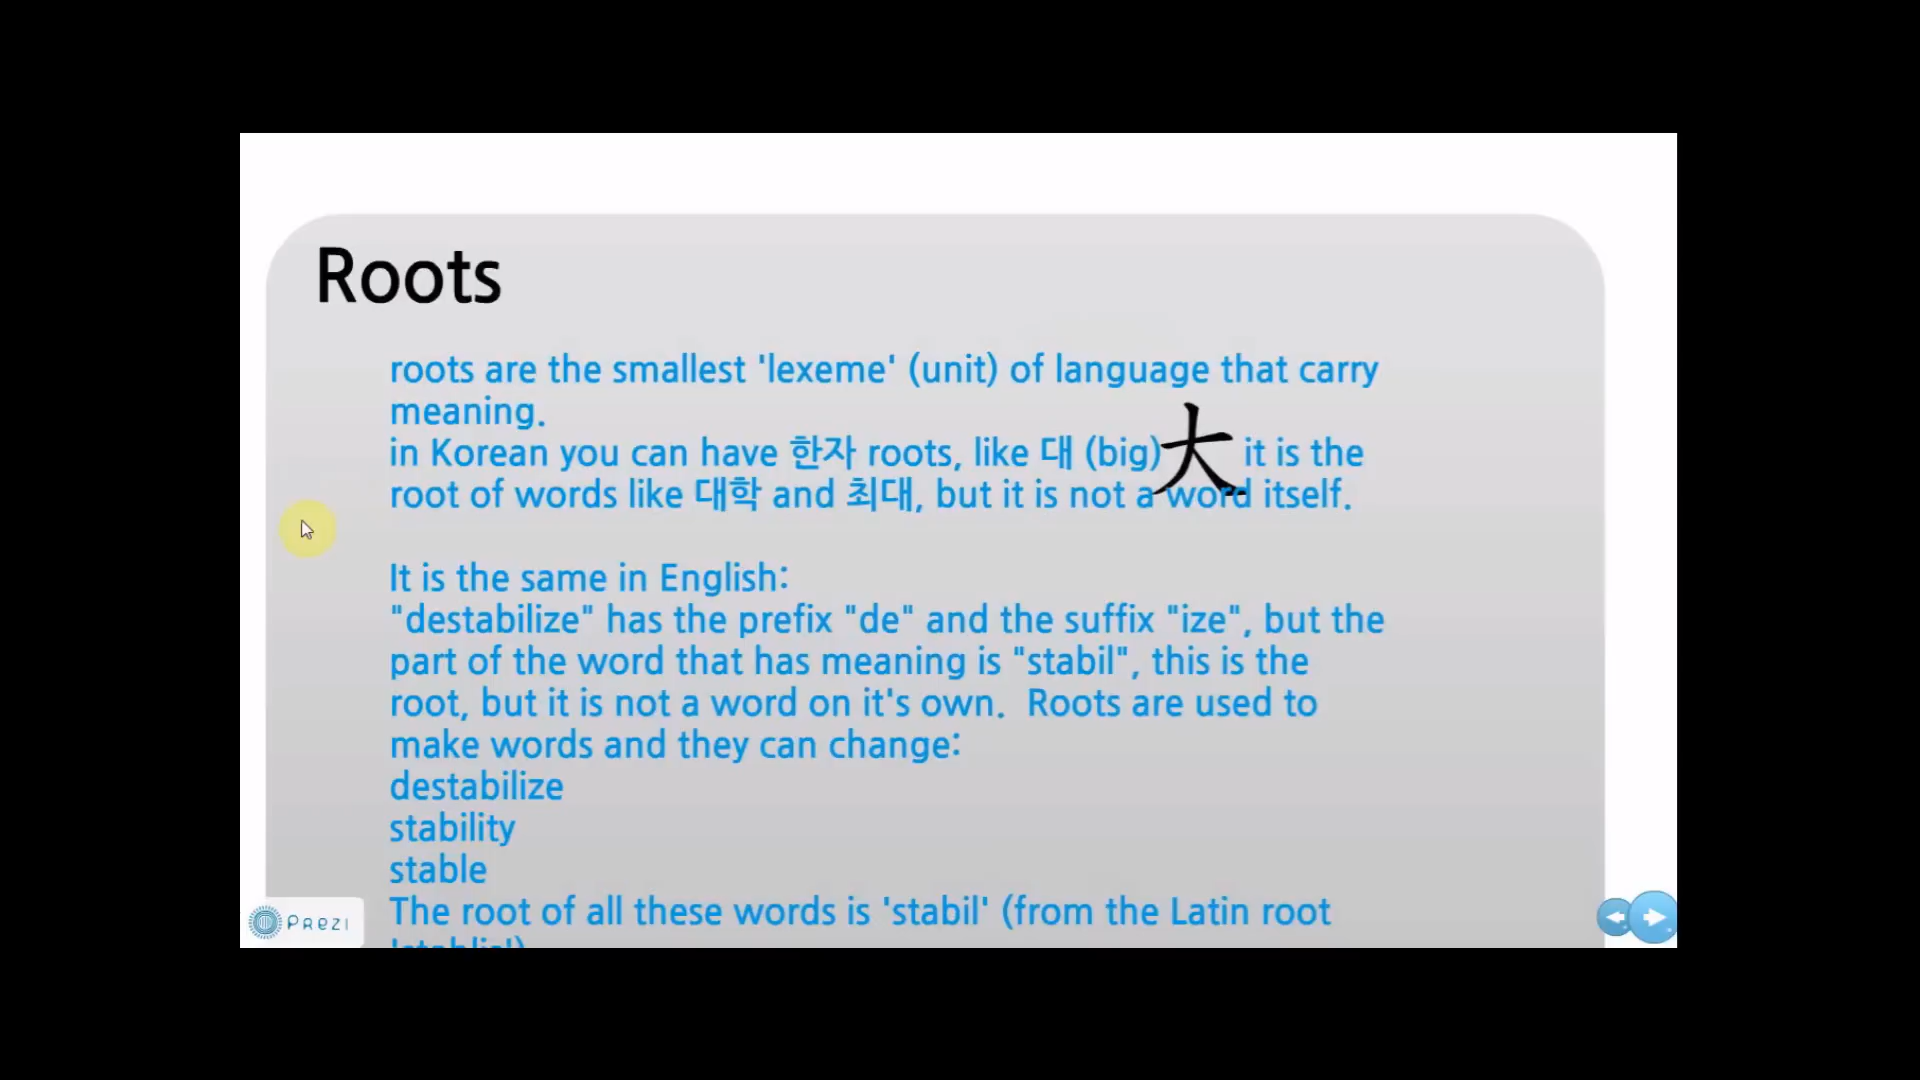 Roots
roots are the smallest 'lexeme' (unit) of language that carry
meaning.
in Korean you can have 한자 roots, like 대 (big) 大 it is the
root of words like 대학 and 최대, but it is not a word itself.
It is the same in English:
"destabilize" has the prefix "de" and the suffix "ize", but the
part of the word that has meaning is "stabil", this is the
root, but it is not a word on it's own. Roots are used to
make words and they can change:
destabilize
stability
stable
The root of all these words is 'stabil' (from the Latin root
Prezi